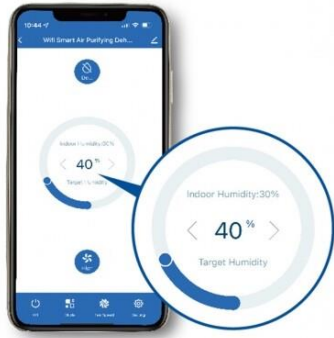 10:44
Wifi Smart Air Purifying Deh...
De...
Indoor Humidity:30%
40%
Target Humidity
Indoor Humidity:30%
40%
Target Humidity